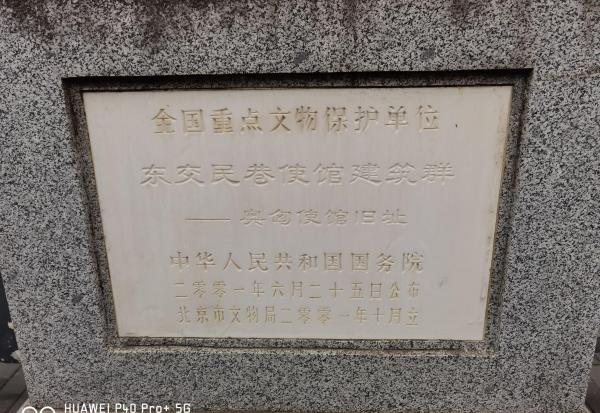 全国重点文物保护单位
东交民巷使馆建筑群
——奥匈使馆旧址
中华人民共和国国务院
二零零一年六月二十五日公布
北京市文物局二零零一年十月立
HUAWEI P40 Pro+ 5G